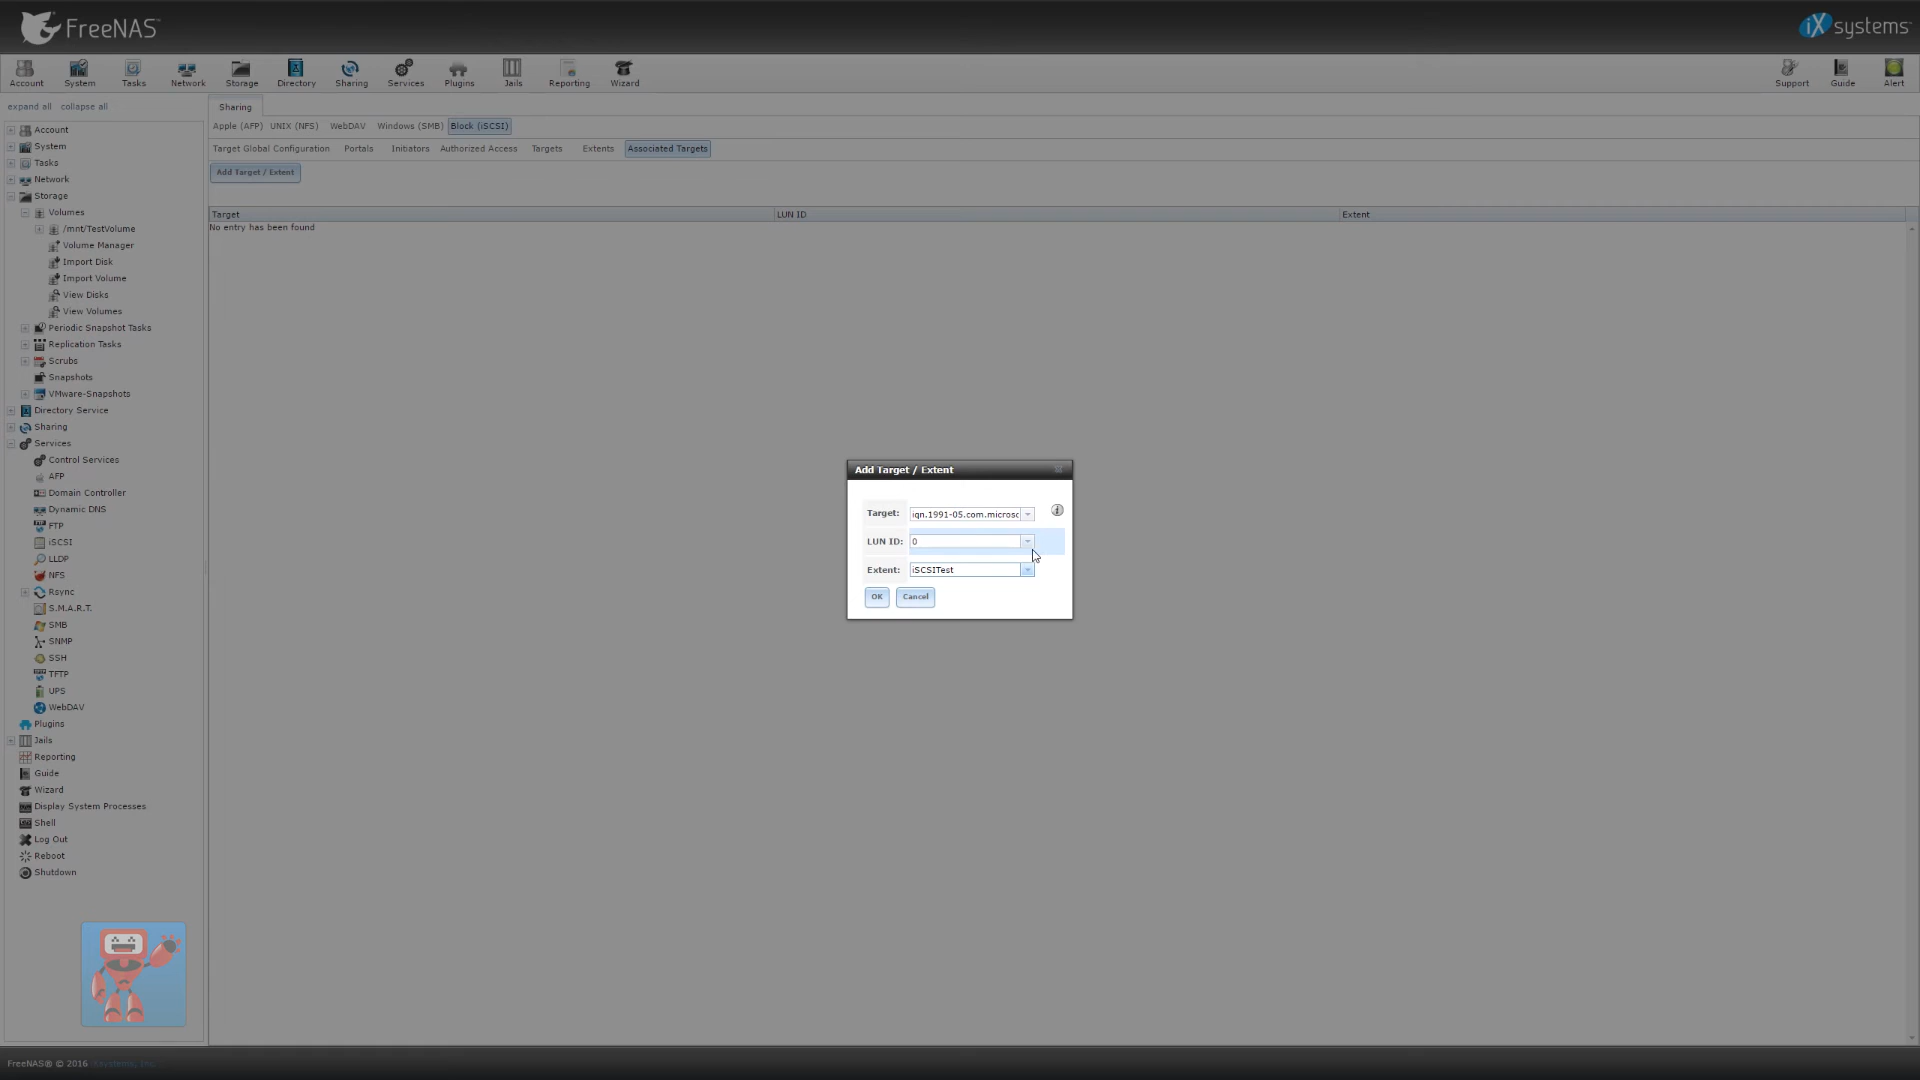 FreeNAS
iXsystems
Account System Tasks Network Storage Directory Sharing Services Plugins Jails Reporting Wizard Support Guide Alert
expand all collapse all
Account
System
Tasks
Network
Storage
Volumes
/mnt/TestVolume
Volume Manager
Import Disk
Import Volume
View Disks
View Volumes
Periodic Snapshot Tasks
Replication Tasks
Scrubs
Snapshots
VMware-Snapshots
Directory Service
Sharing
Services
Control Services
AFP
Domain Controller
Dynamic DNS
FTP
iSCSI
LLDP
NFS
Rsync
S.M.A.R.T.
SMB
SNMP
SSH
TFTP
UPS
WebDAV
Plugins
Jails
Reporting
Guide
Wizard
Display System Processes
Shell
Log Out
Reboot
Shutdown
Sharing
Apple (AFP) UNIX (NFS) WebDAV Windows (SMB) Block (iSCSI)
Target Global Configuration Portals Initiators Authorized Access Targets Extents Associated Targets
Add Target / Extent
Target LUN ID Extent
No entry has been found
Add Target / Extent
Target: iqn.1991-05.com.microsc
LUN ID: 0
Extent: iSCSITest
OK Cancel
FreeNAS® © 2016 iXsystems, Inc.